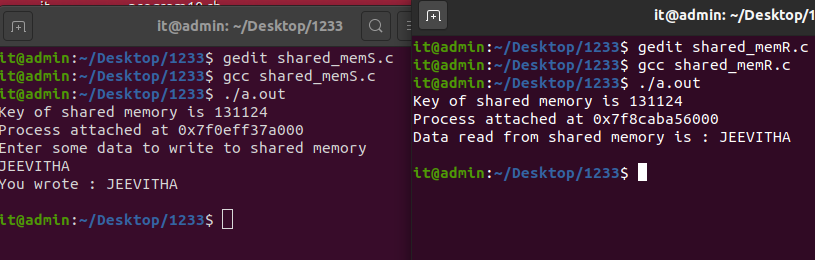 it@admin: ~/Desktop/1233
it@admin:~/Desktop/1233$ gedit shared_memS.c
it@admin:~/Desktop/1233$ gcc shared_memS.c
it@admin:~/Desktop/1233$ ./a.out
Key of shared memory is 131124
Process attached at 0x7f0eff37a000
Enter some data to write to shared memory
JEEVITHA
You wrote : JEEVITHA
it@admin:~/Desktop/1233$
it@admin: ~/Desktop/1
it@admin:~/Desktop/1233$ gedit shared_memR.c
it@admin:~/Desktop/1233$ gcc shared_memR.c
it@admin:~/Desktop/1233$ ./a.out
Key of shared memory is 131124
Process attached at 0x7f8caba56000
Data read from shared memory is : JEEVITHA
it@admin:~/Desktop/1233$